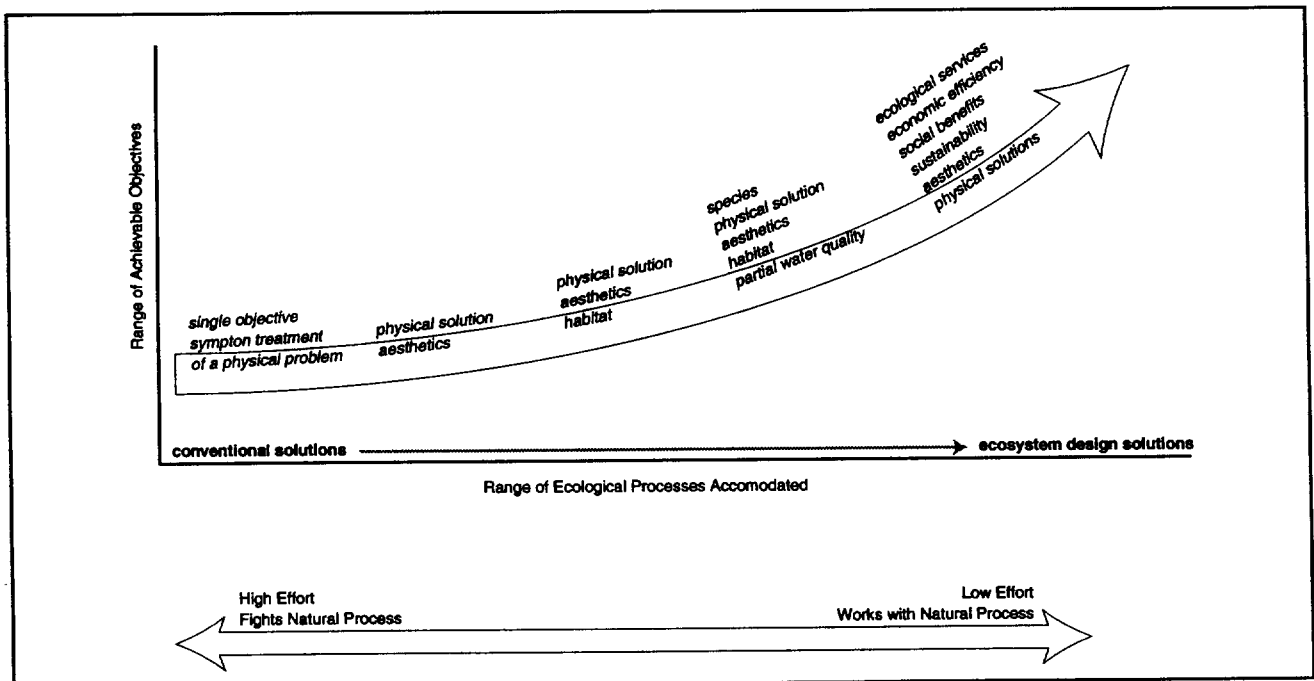 Range of Achievable Objectives
single objective
sympton treatment
of a physical problem
physical solution
aesthetics
physical solution
aesthetics
habitat
species
physical solution
aesthetics
habitat
partial water quality
ecological services
economic efficiency
social benefits
sustainability
aesthetics
physical solutions
conventional solutions
ecosystem design solutions
Range of Ecological Processes Accomodated
High Effort
Fights Natural Process
Low Effort
Works with Natural Process